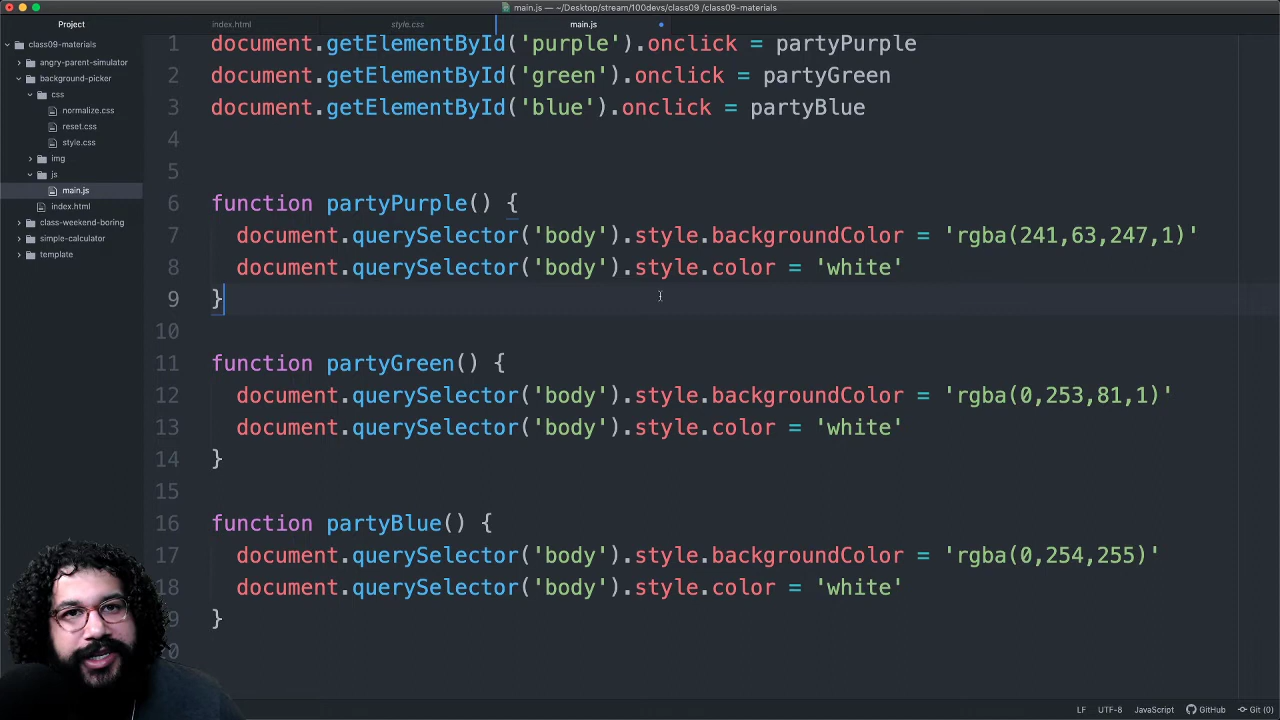 main.js — ~/Desktop/stream/100devs/class09 /class09-materials
Project
index.html
style.css
main.js
class09-materials
angry-parent-simulator
background-picker
css
normalize.css
reset.css
style.css
img
js
main.js
index.html
class-weekend-boring
simple-calculator
template
1 document.getElementById('purple').onclick = partyPurple
2 document.getElementById('green').onclick = partyGreen
3 document.getElementById('blue').onclick = partyBlue
4
5
6 function partyPurple() {
7 document.querySelector('body').style.backgroundColor = 'rgba(241,63,247,1)'
8 document.querySelector('body').style.color = 'white'
9 }
10
11 function partyGreen() {
12 document.querySelector('body').style.backgroundColor = 'rgba(0,253,81,1)'
13 document.querySelector('body').style.color = 'white'
14 }
15
16 function partyBlue() {
17 document.querySelector('body').style.backgroundColor = 'rgba(0,254,255)'
18 document.querySelector('body').style.color = 'white'
9 }
0
LF UTF-8 JavaScript GitHub Git (0)